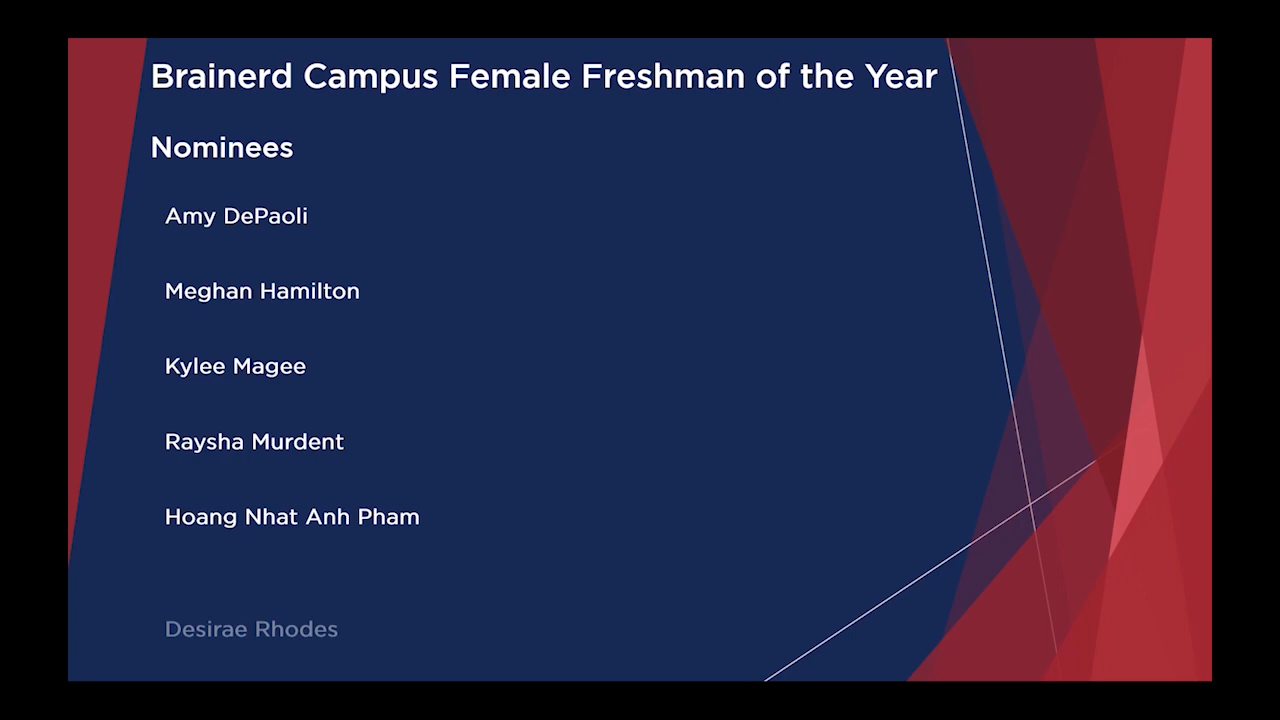 Brainerd Campus Female Freshman of the Year
Nominees
Amy DePaoli
Meghan Hamilton
Kylee Magee
Raysha Murdent
Hoang Nhat Anh Pham
Desirae Rhodes